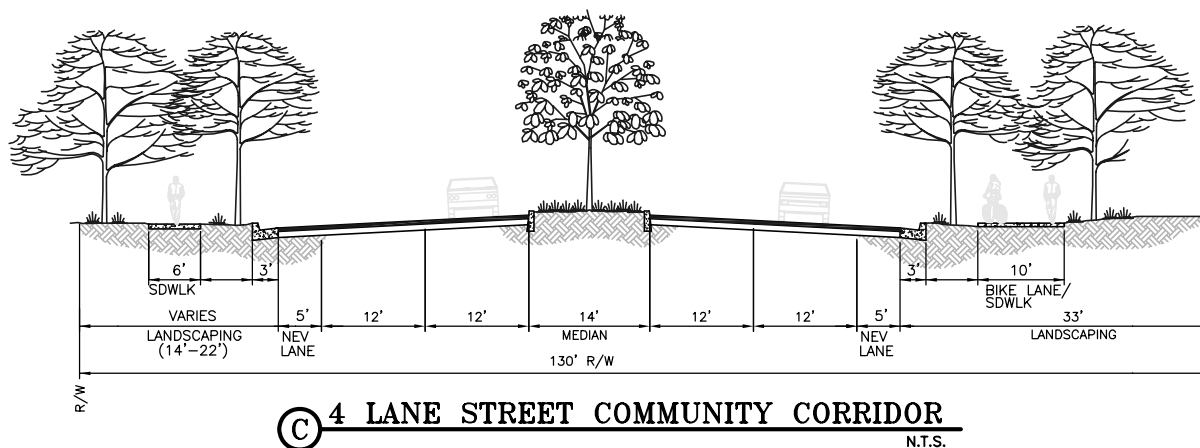 6' 3' 3' 10'
SDWLK BIKE LANE/
SDWLK
VARIES 5' 12' 12' 14' 12' 12' 5' 33'
LANDSCAPING NEV MEDIAN NEV LANDSCAPING
(14'-22') LANE LANE
130' R/W
R/W
C 4 LANE STREET COMMUNITY CORRIDOR
N.T.S.